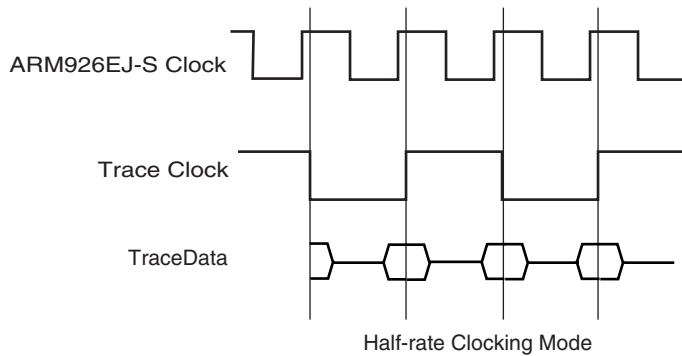 ARM926EJ-S Clock
Trace Clock
TraceData
Half-rate Clocking Mode